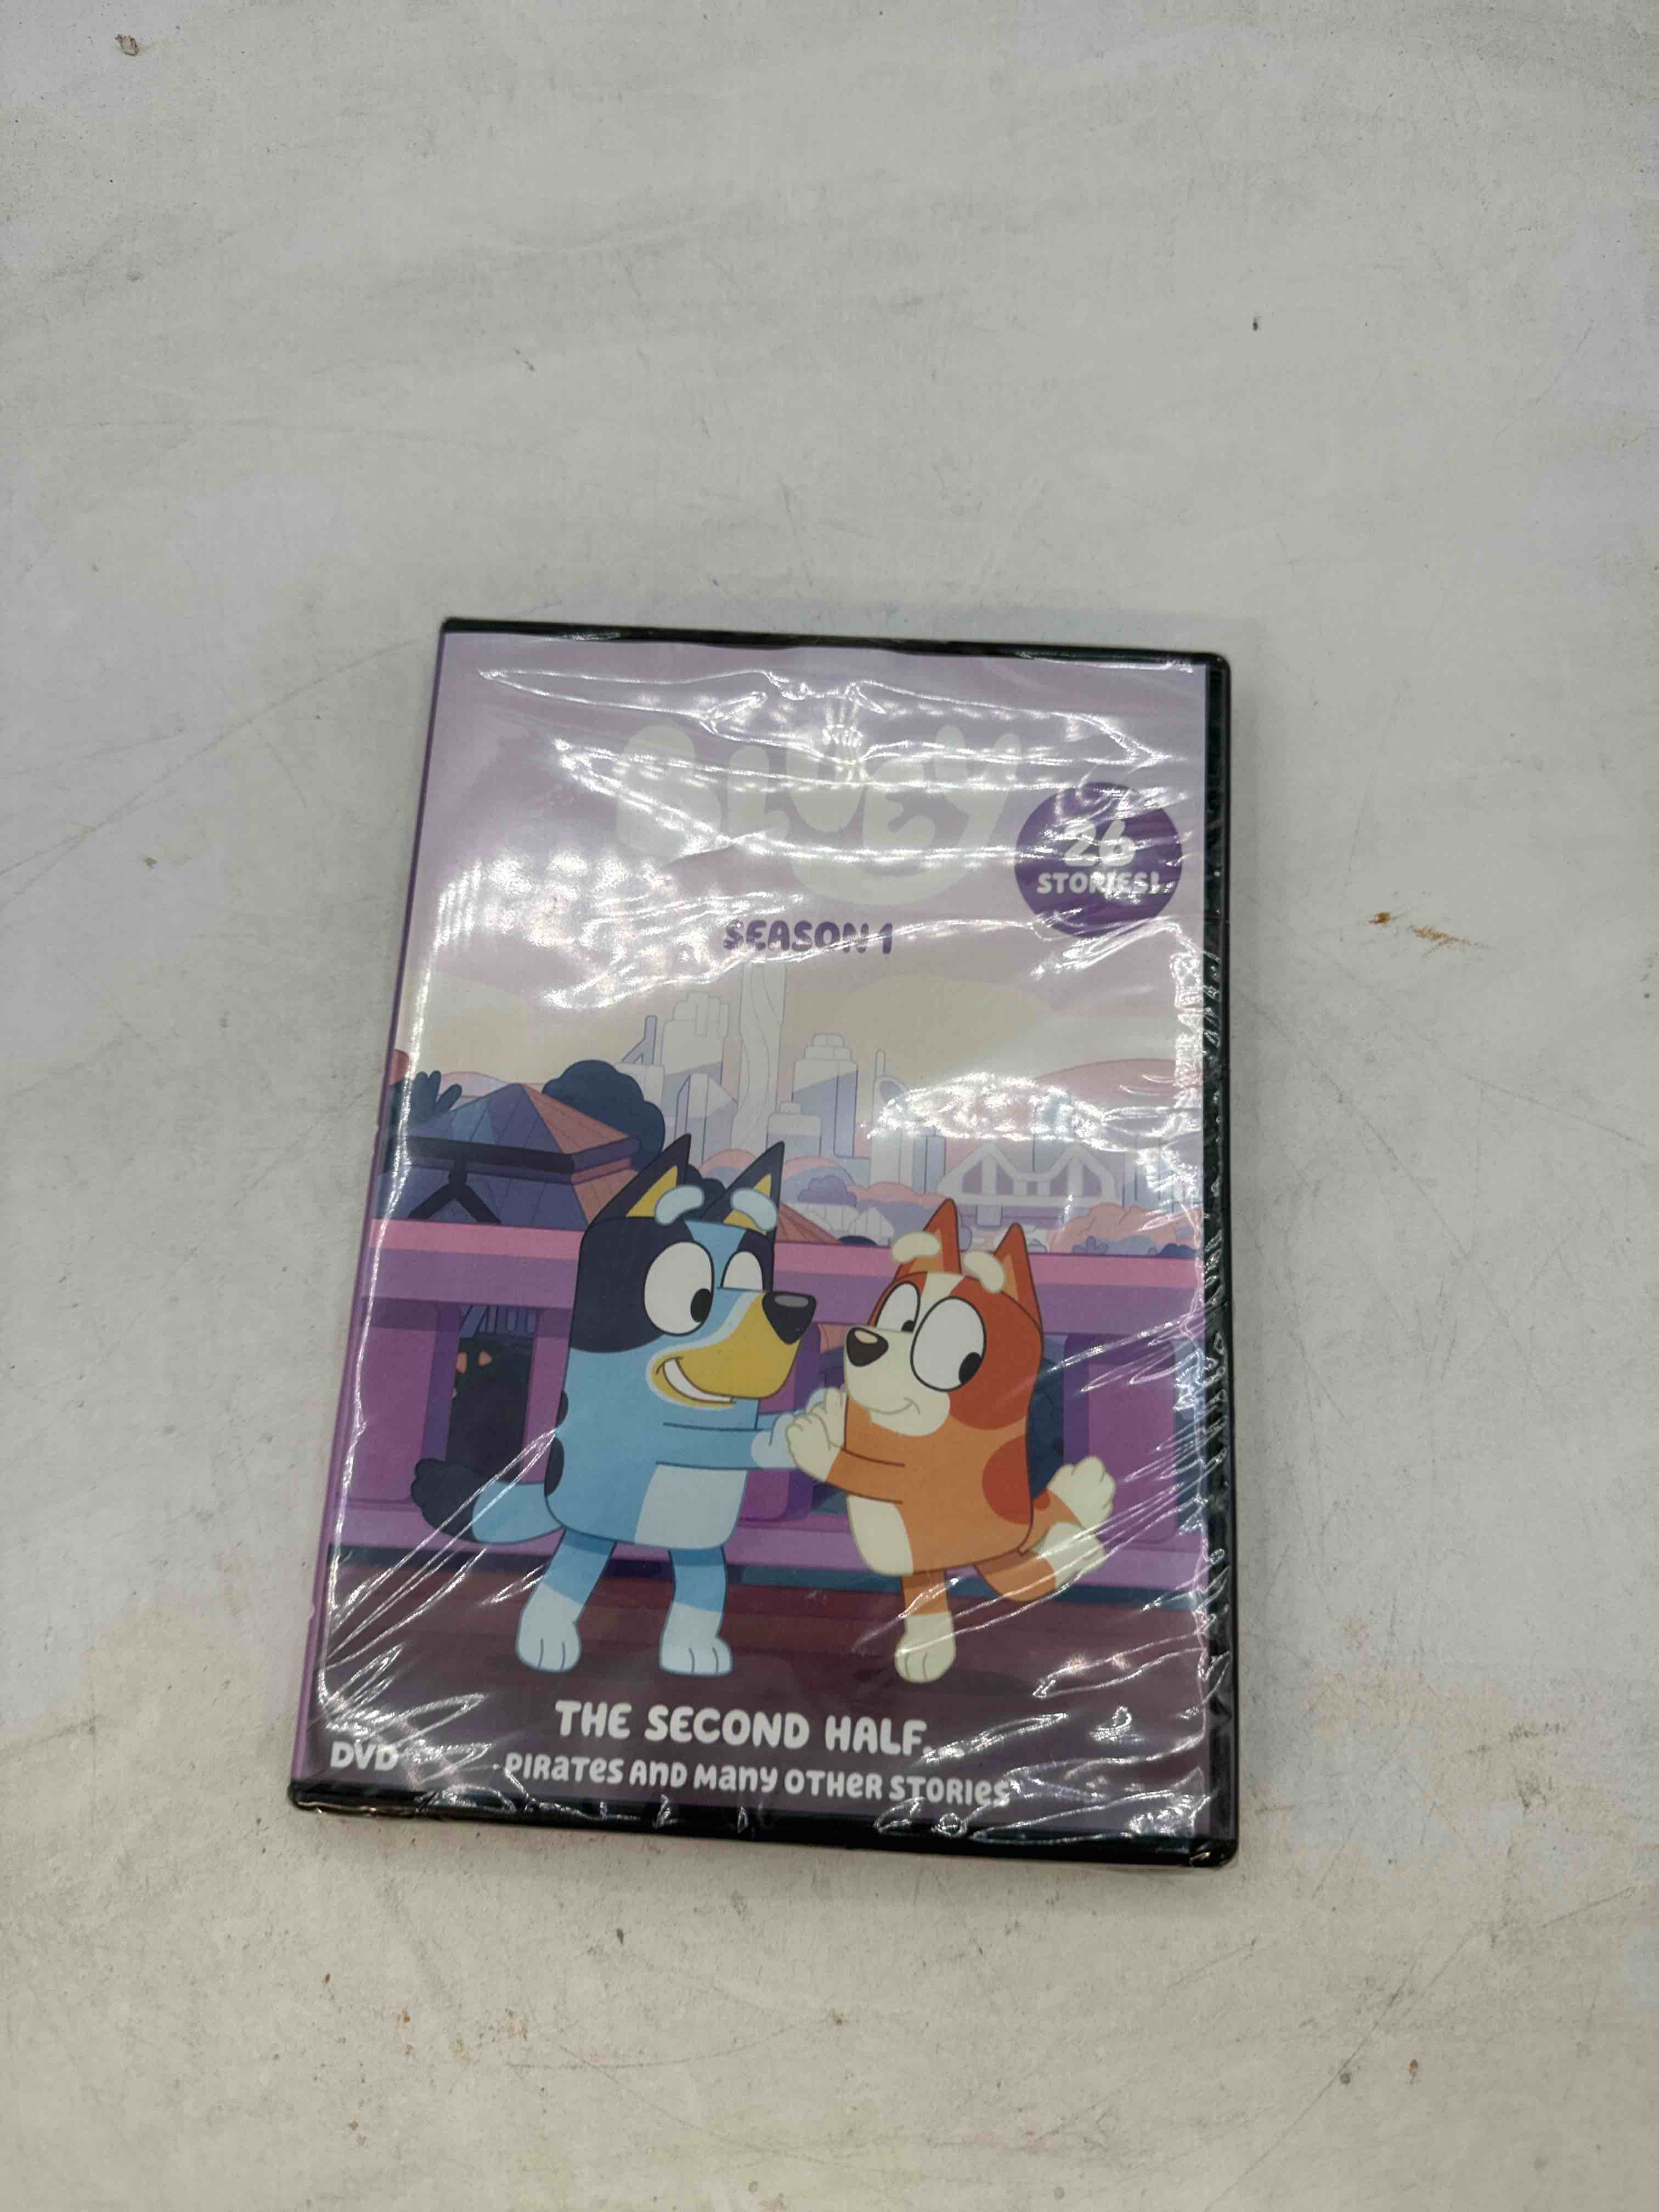 BLUEY
26
STORIES!
SEASON 1
THE SECOND HALF...
PIRATES AND MANY OTHER STORIES
DVD